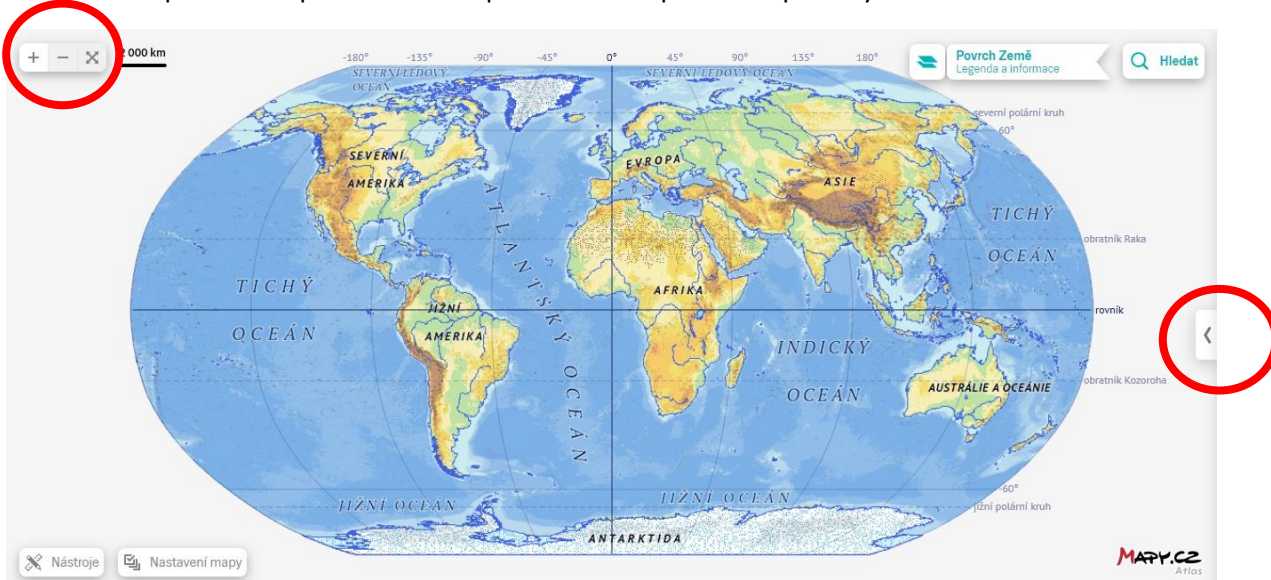 + − 2 000 km
-180° -135° -90° -45° 0° 45° 90° 135° 180°
Povrch Země
Legenda a informace
Hledat
SEVERNÍ LEDOVÝ
OCEÁN
SEVERNÍ LEDOVÝ OCEÁN
severní polární kruh
60°
SEVERNÍ
AMERIKA
EVROPA
ASIE
TICHÝ
OCEÁN
obratník Raka
ATLANTSKÝ OCEÁN
TICHÝ
OCEÁN
JIŽNÍ
AMERIKA
AFRIKA
rovník
INDICKÝ
OCEÁN
AUSTRÁLIE A OCEÁNIE
obratník Kozoroha
-60°
JIŽNÍ OCEÁN
JIŽNÍ OCEÁN
jižní polární kruh
ANTARKTIDA
Nástroje
Nastavení mapy
MAPY.CZ
Atlas